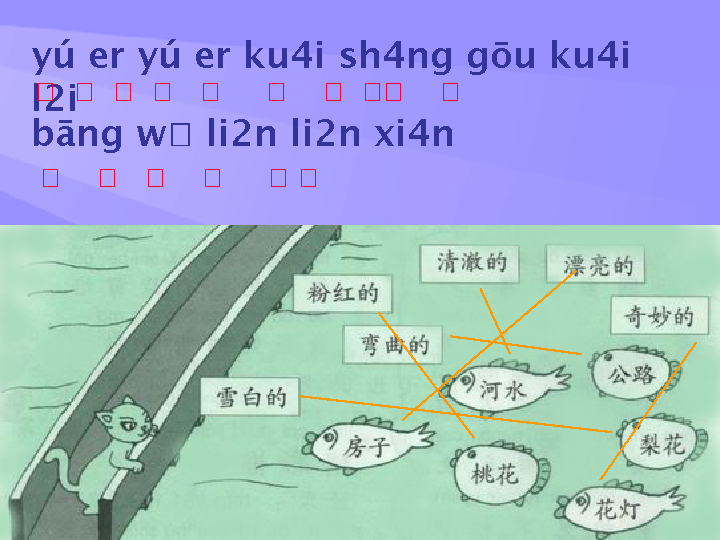 yú er yú er ku4i sh4ng gōu ku4i
l2i
bāng w□ li2n li2n xi4n
清澈的
漂亮的
粉红的
奇妙的
弯曲的
公路
雪白的
河水
房子
梨花
桃花
花灯